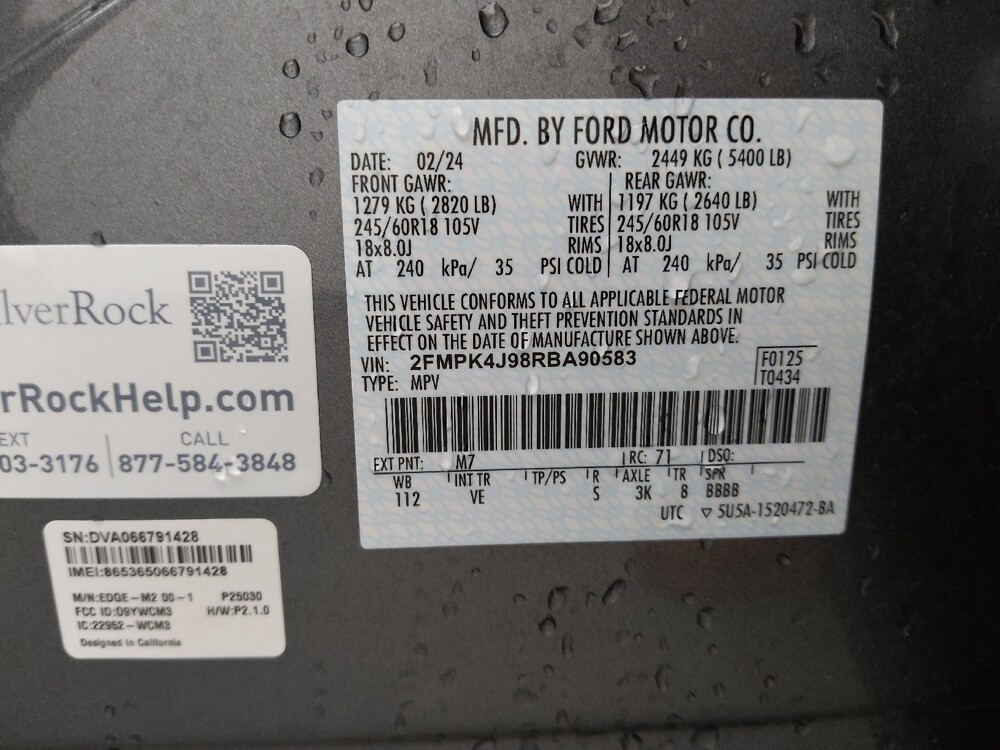 MFD. BY FORD MOTOR CO.
DATE: 02/24 GVWR: 2449 KG ( 5400 LB)
FRONT GAWR: REAR GAWR:
1279 KG ( 2820 LB) WITH 1197 KG ( 2640 LB) WITH
245/60R18 105V TIRES 245/60R18 105V TIRES
18x8.0J RIMS 18x8.0J RIMS
AT 240 kPa/ 35 PSI COLD AT 240 kPa/ 35 PSI COLD
THIS VEHICLE CONFORMS TO ALL APPLICABLE FEDERAL MOTOR
VEHICLE SAFETY AND THEFT PREVENTION STANDARDS IN
EFFECT ON THE DATE OF MANUFACTURE SHOWN ABOVE.
VIN: 2FMPK4J98RBA90583 F0125
TYPE: MPV T0434
EXT PNT: M7 RC: 71 DSO:
WB INT TR TP/PS R AXLE TR SPR
112 VE S 3K 8 BBBB
UTC ▽ 5U5A-1520472-BA
ilverRock
rRockHelp.com
EXT CALL
03-3176 877-584-3848
SN:DVA066791428
IMEI:865365066791428
M/N:EDGE-M2 00-1 P25030
FCC ID:09YWCM3 H/W:P2.1.0
IC:22952-WCM3
Designed in California